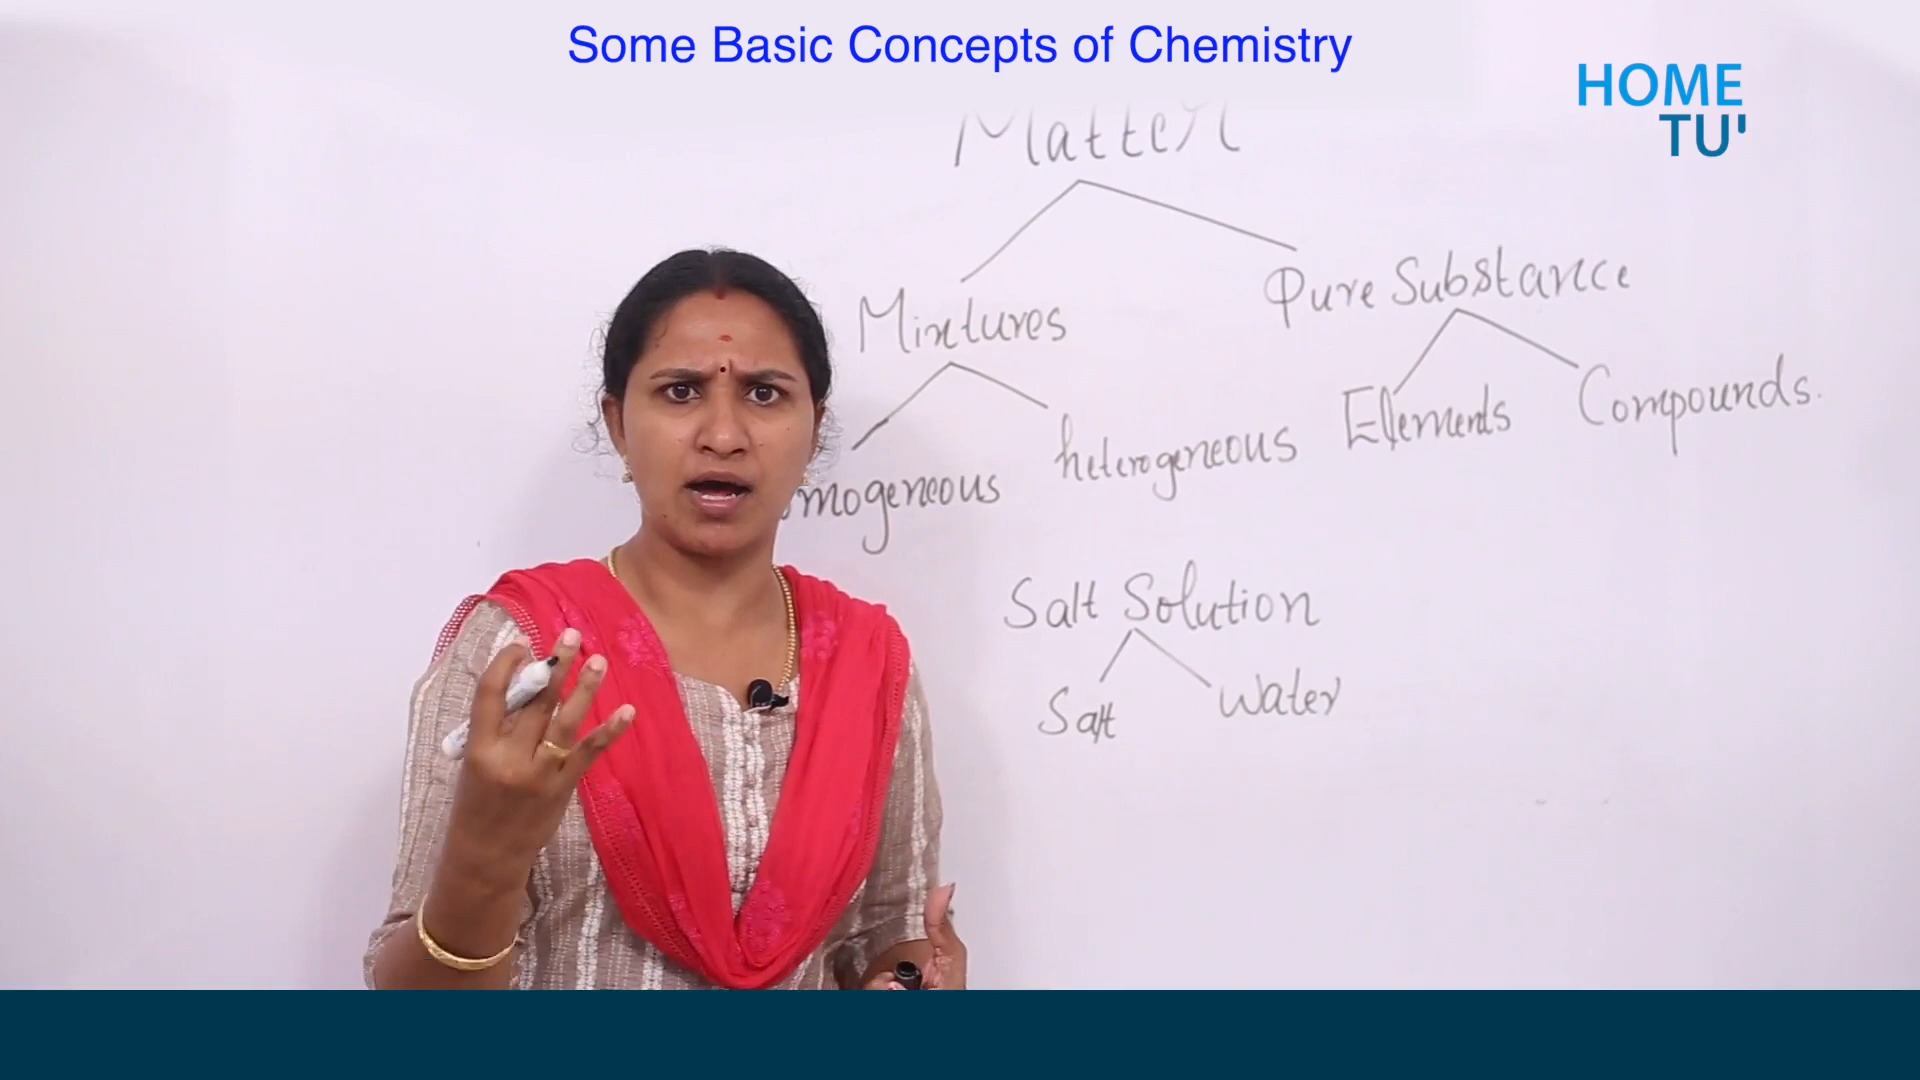 Some Basic Concepts of Chemistry
HOME
TU'
Matter
Mixtures
Pure Substance
mogeneous
heterogeneous
Elements
Compounds.
Salt Solution
Salt
Water